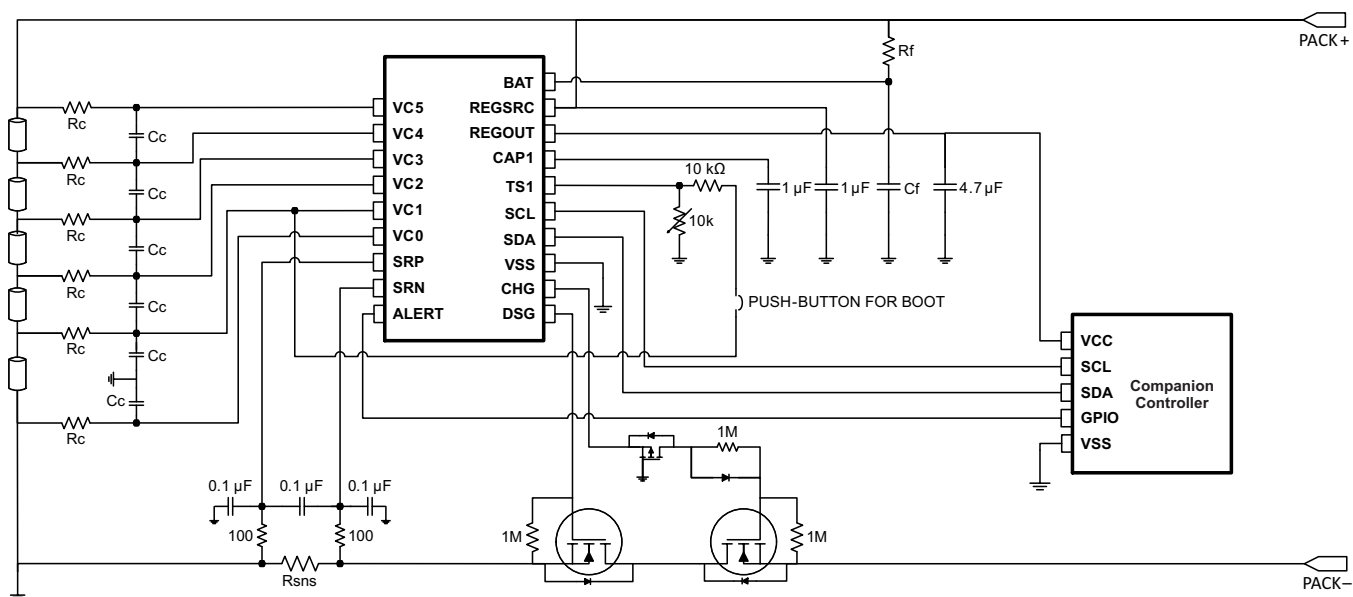 PACK+
Rf
BAT
VC5
REGSRC
Rc
Cc
VC4
REGOUT
Rc
VC3
CAP1
10 kΩ
Cc
VC2
TS1
1 µF
1 µF
Cf
4.7 µF
Rc
VC1
SCL
10k
Cc
VC0
SDA
Rc
SRP
VSS
Cc
SRN
CHG
PUSH-BUTTON FOR BOOT
ALERT
DSG
Rc
Cc
VCC
SCL
Companion
Controller
SDA
Cc
GPIO
Rc
1M
VSS
0.1 µF
0.1 µF
0.1 µF
100
100
1M
1M
Rsns
PACK–